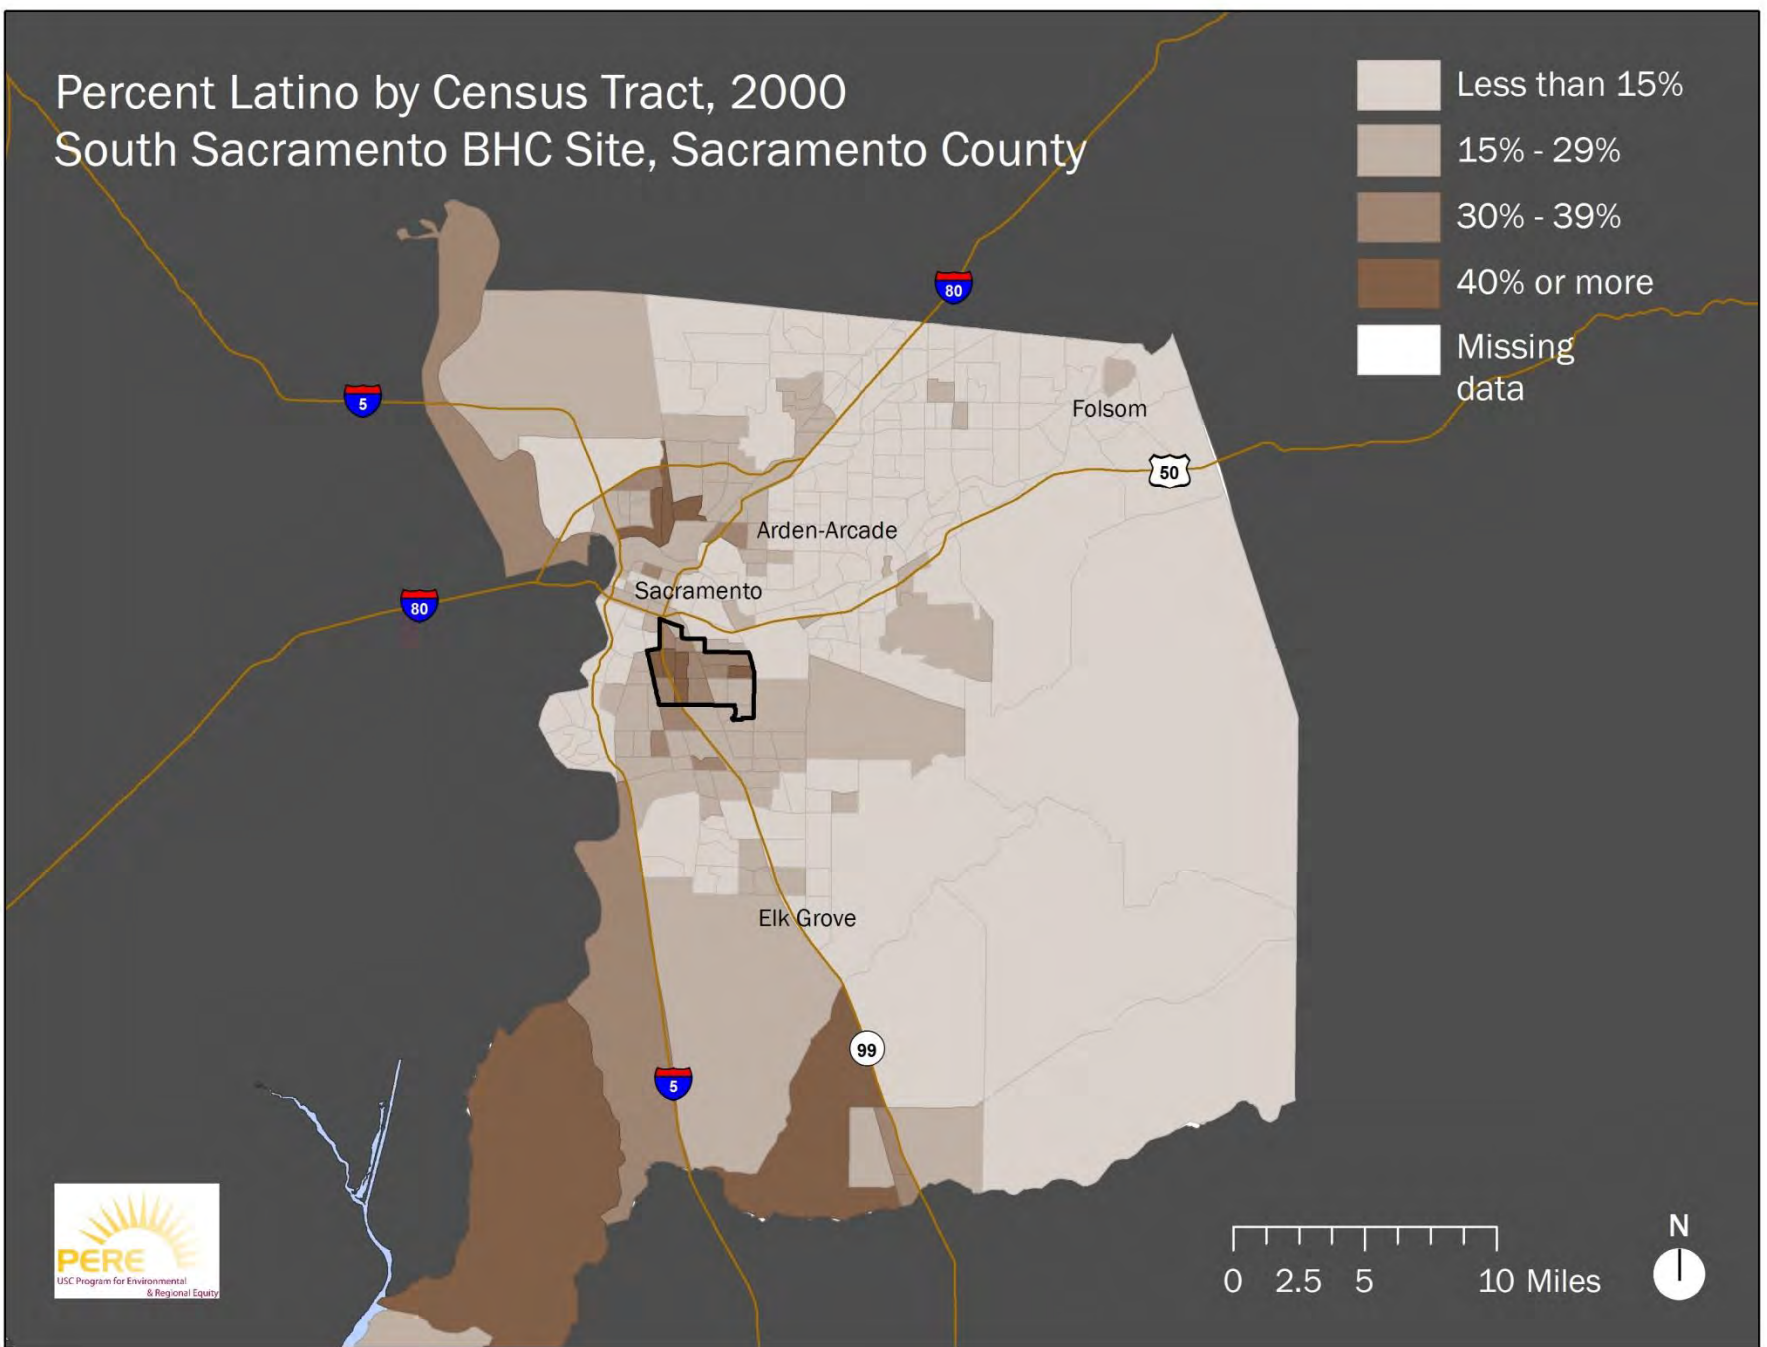 Percent Latino by Census Tract, 2000
South Sacramento BHC Site, Sacramento County
Less than 15%
15% - 29%
30% - 39%
40% or more
Missing
data
80
5
Folsom
50
Arden-Arcade
Sacramento
80
Elk Grove
99
5
PERE
USC Program for Environmental
& Regional Equity
N
0 2.5 5 10 Miles